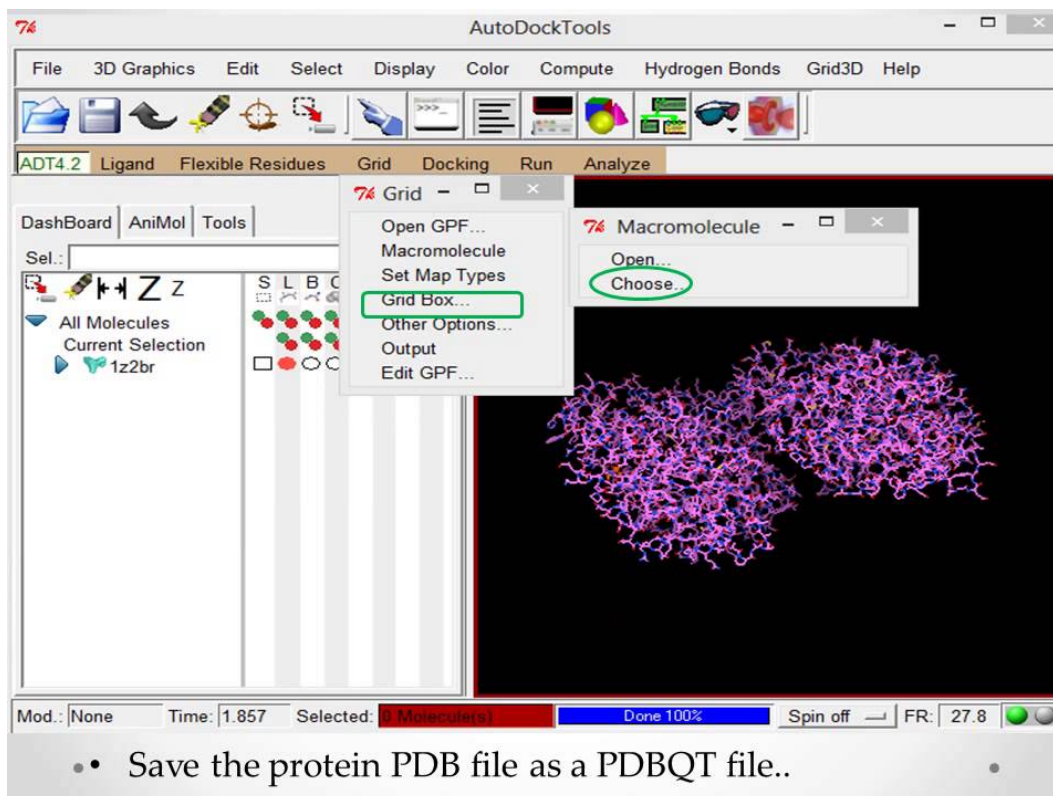 AutoDockTools
File 3D Graphics Edit Select Display Color Compute Hydrogen Bonds Grid3D Help
ADT4.2 Ligand Flexible Residues Grid Docking Run Analyze
Grid
Open GPF...
Macromolecule
Set Map Types
Grid Box...
Other Options...
Output
Edit GPF...
Macromolecule
Open...
Choose...
DashBoard AniMol Tools
Sel.:
Z Z S L B C
All Molecules
Current Selection
1z2br
Mod.: None Time: 1.857 Selected: 0 Molecule(s) Done 100% Spin off FR: 27.8
• Save the protein PDB file as a PDBQT file..